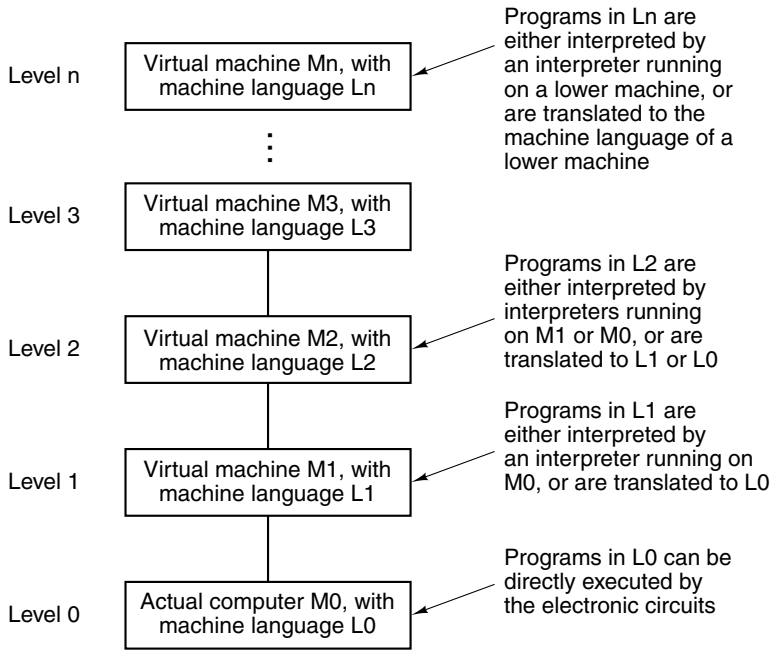 Programs in Ln are
either interpreted by
an interpreter running
on a lower machine, or
are translated to the
machine language of a
lower machine
Level n
Virtual machine Mn, with
machine language Ln
Level 3
Virtual machine M3, with
machine language L3
Programs in L2 are
either interpreted by
interpreters running
on M1 or M0, or are
translated to L1 or L0
Level 2
Virtual machine M2, with
machine language L2
Programs in L1 are
either interpreted by
an interpreter running on
M0, or are translated to L0
Level 1
Virtual machine M1, with
machine language L1
Programs in L0 can be
directly executed by
the electronic circuits
Level 0
Actual computer M0, with
machine language L0